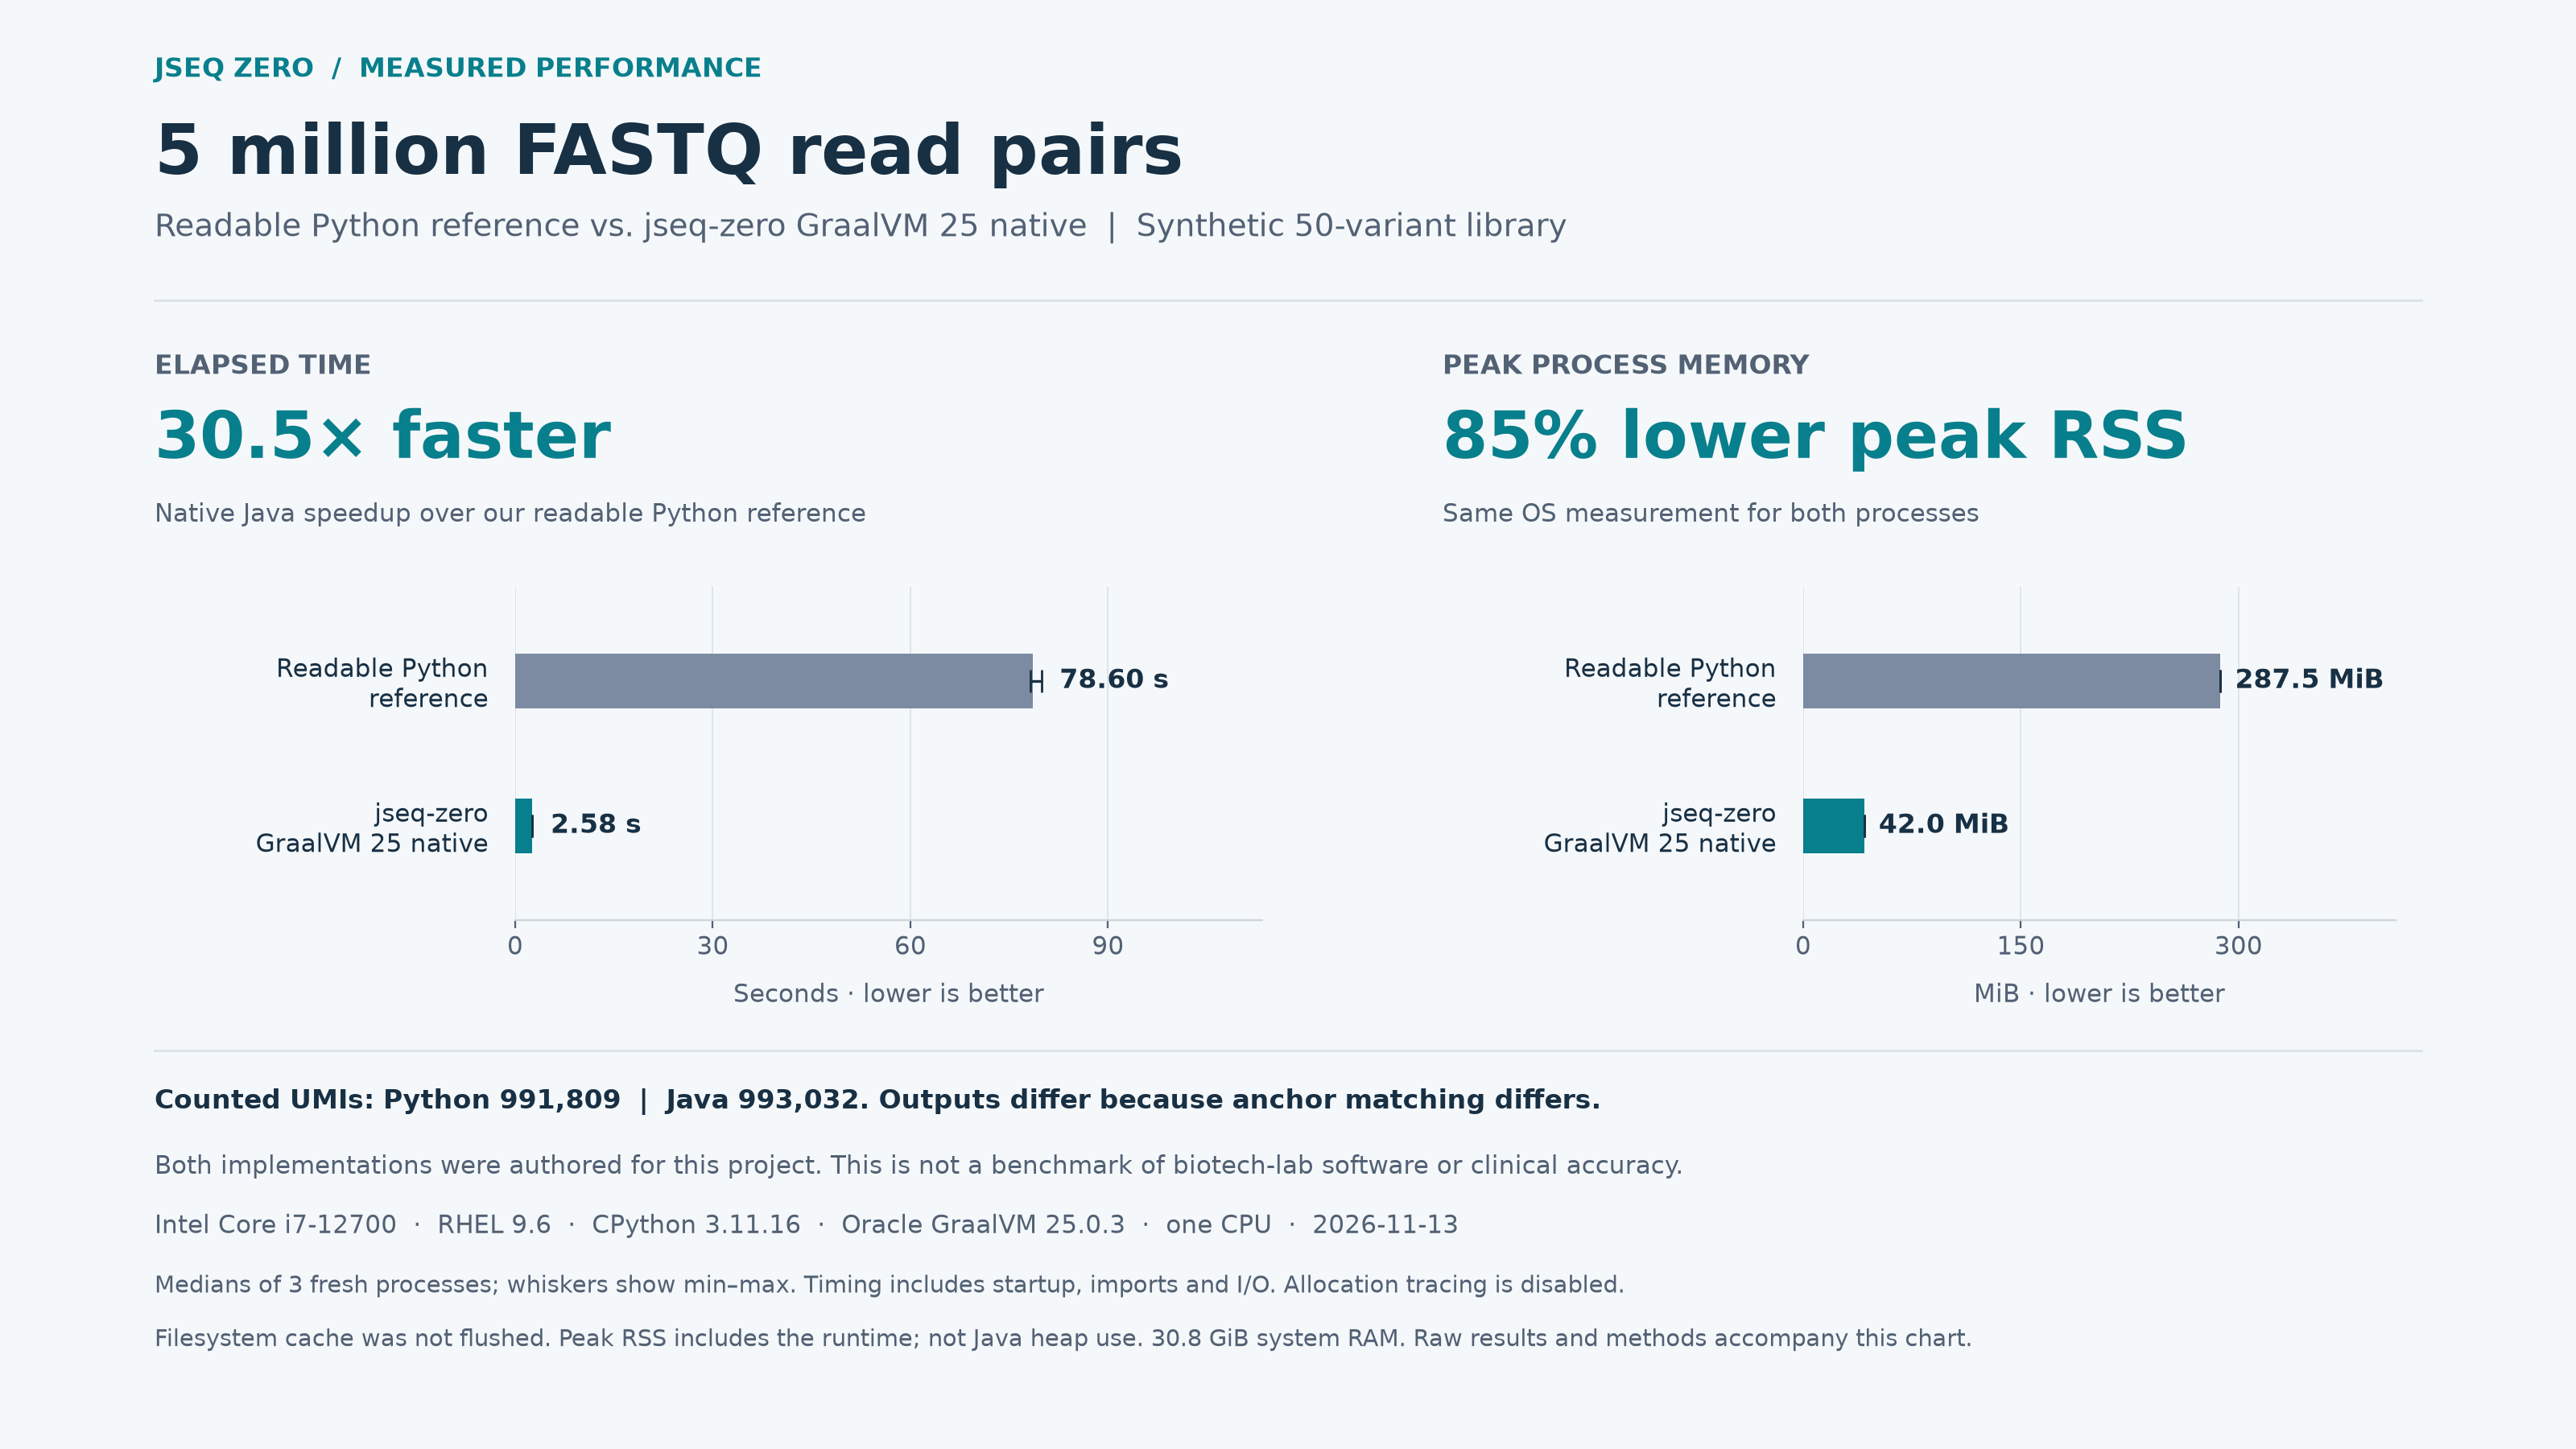 JSEQ ZERO / MEASURED PERFORMANCE
5 million FASTQ read pairs
Readable Python reference vs. jseq-zero GraalVM 25 native | Synthetic 50-variant library
ELAPSED TIME
30.5× faster
Native Java speedup over our readable Python reference
Readable Python
reference
78.60 s
jseq-zero
GraalVM 25 native
2.58 s
0 30 60 90
Seconds · lower is better
PEAK PROCESS MEMORY
85% lower peak RSS
Same OS measurement for both processes
Readable Python
reference
287.5 MiB
jseq-zero
GraalVM 25 native
42.0 MiB
0 150 300
MiB · lower is better
Counted UMIs: Python 991,809 | Java 993,032. Outputs differ because anchor matching differs.
Both implementations were authored for this project. This is not a benchmark of biotech-lab software or clinical accuracy.
Intel Core i7-12700 · RHEL 9.6 · CPython 3.11.16 · Oracle GraalVM 25.0.3 · one CPU · 2026-11-13
Medians of 3 fresh processes; whiskers show min–max. Timing includes startup, imports and I/O. Allocation tracing is disabled.
Filesystem cache was not flushed. Peak RSS includes the runtime; not Java heap use. 30.8 GiB system RAM. Raw results and methods accompany this chart.